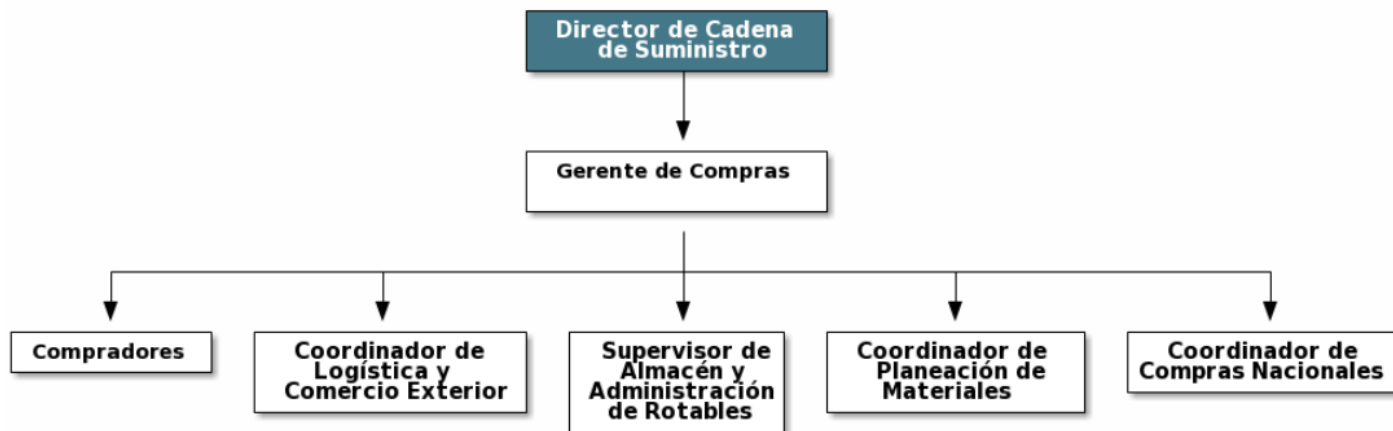 Director de Cadena
de Suministro
Gerente de Compras
Compradores
Coordinador de
Logística y
Comercio Exterior
Supervisor de
Almacén y
Administración
de Rotables
Coordinador de
Planeación de
Materiales
Coordinador de
Compras Nacionales